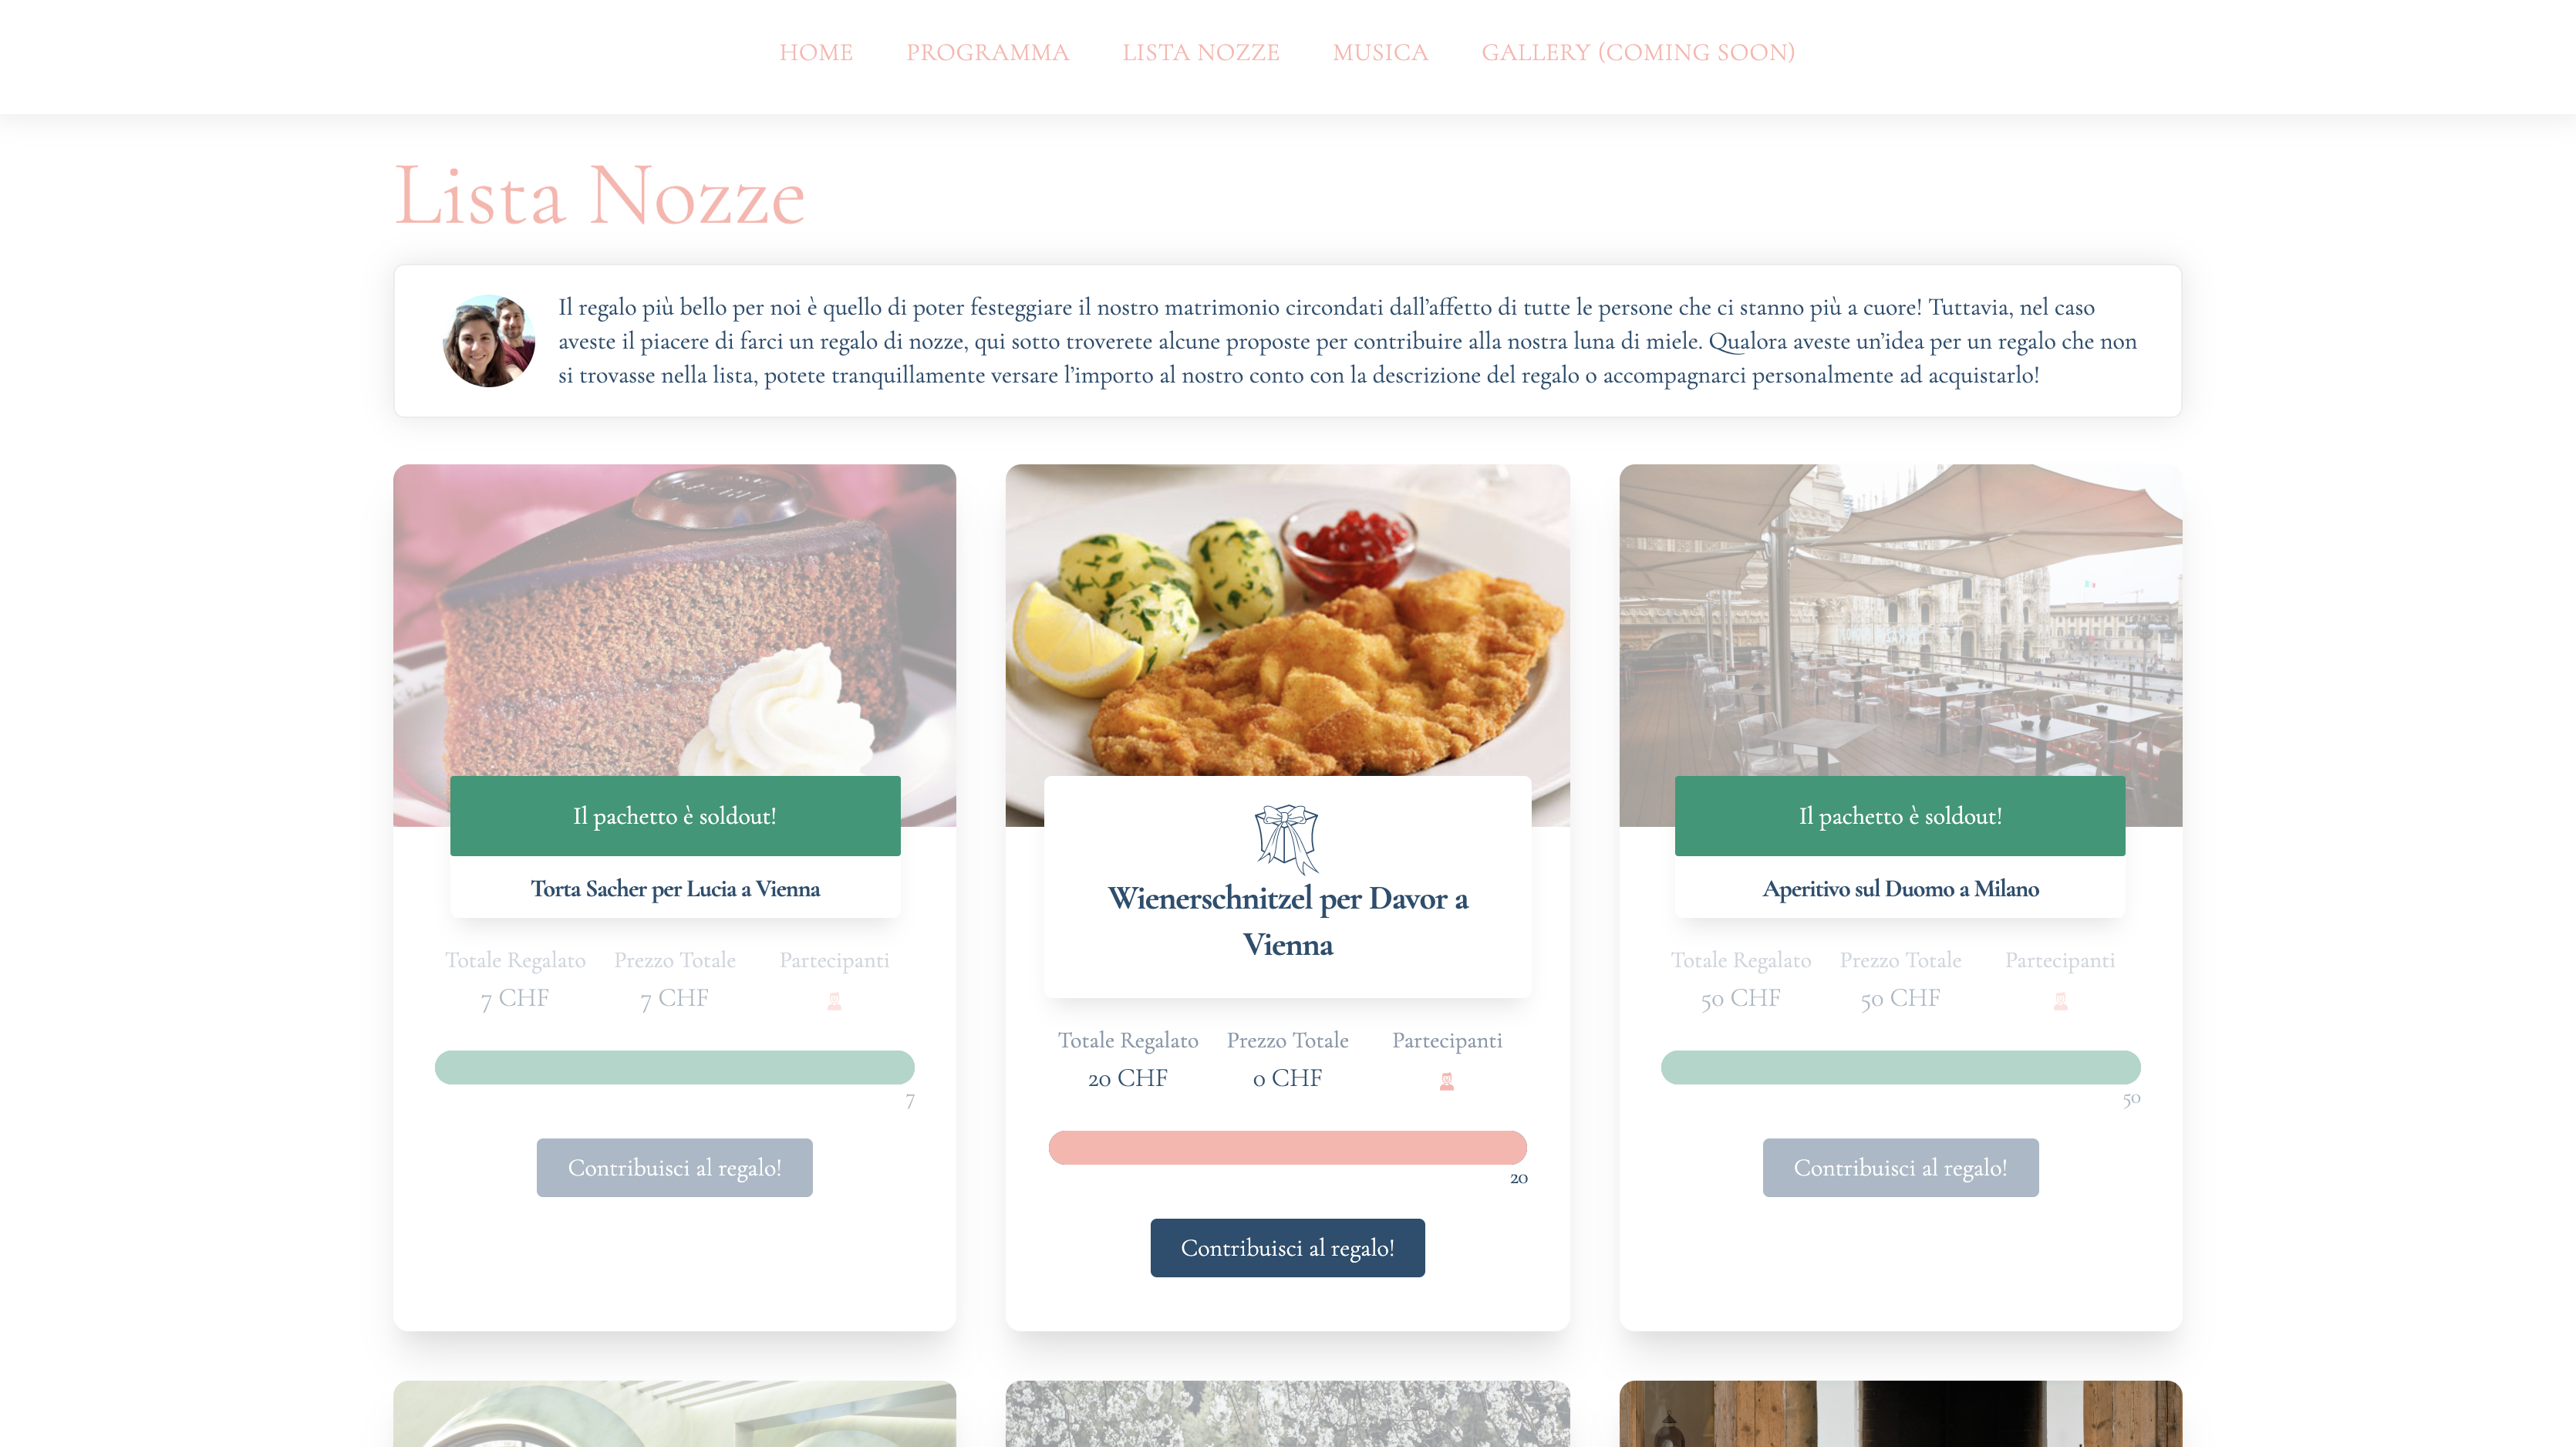 HOME PROGRAMMA LISTA NOZZE MUSICA GALLERY (COMING SOON)
Lista Nozze
Il regalo più bello per noi è quello di poter festeggiare il nostro matrimonio circondati dall'affetto di tutte le persone che ci stanno più a cuore! Tuttavia, nel caso
aveste il piacere di farci un regalo di nozze, qui sotto troverete alcune proposte per contribuire alla nostra luna di miele. Qualora aveste un'idea per un regalo che non
si trovasse nella lista, potete tranquillamente versare l'importo al nostro conto con la descrizione del regalo o accompagnarci personalmente ad acquistarlo!
Il pachetto è soldout!
Torta Sacher per Lucia a Vienna
Totale Regalato Prezzo Totale Partecipanti
7 CHF 7 CHF
7
Contribuisci al regalo!
Wienerschnitzel per Davor a
Vienna
Totale Regalato Prezzo Totale Partecipanti
20 CHF 0 CHF
20
Contribuisci al regalo!
Il pachetto è soldout!
Aperitivo sul Duomo a Milano
Totale Regalato Prezzo Totale Partecipanti
50 CHF 50 CHF
50
Contribuisci al regalo!